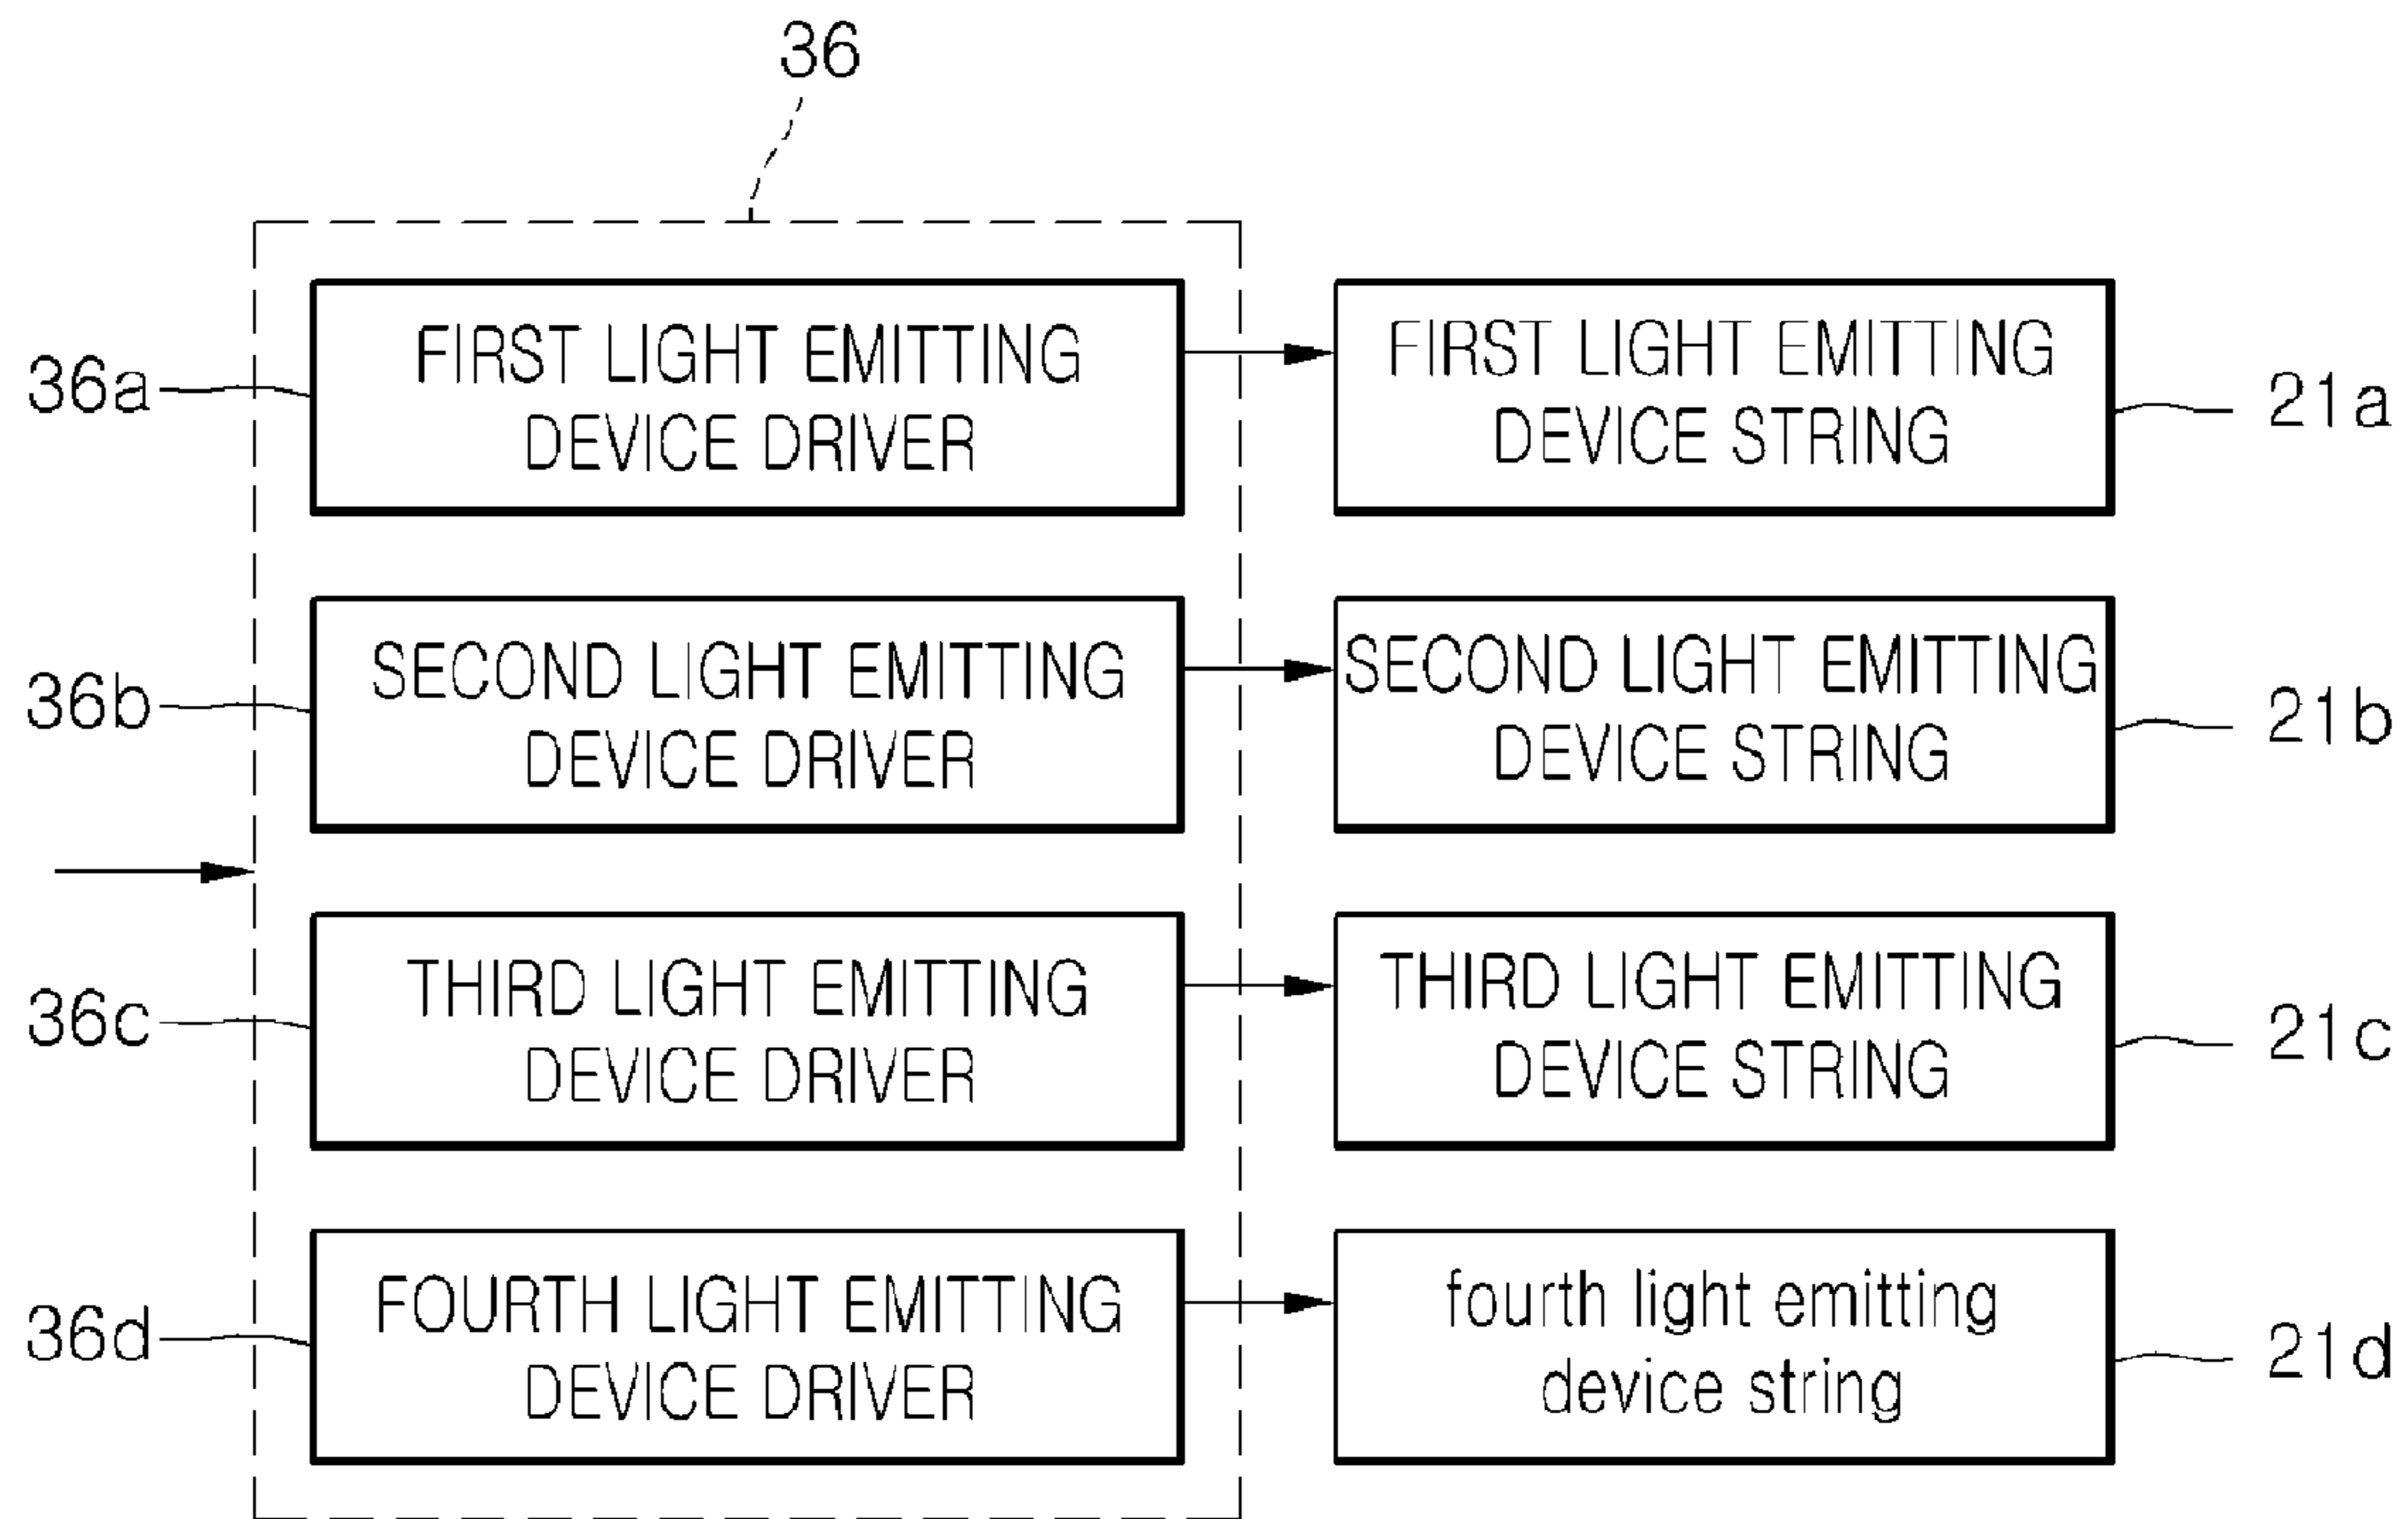 36
36a
FIRST LIGHT EMITTING
DEVICE DRIVER
FIRST LIGHT EMITTING
DEVICE STRING
21a
36b
SECOND LIGHT EMITTING
DEVICE DRIVER
SECOND LIGHT EMITTING
DEVICE STRING
21b
36c
THIRD LIGHT EMITTING
DEVICE DRIVER
THIRD LIGHT EMITTING
DEVICE STRING
21c
36d
FOURTH LIGHT EMITTING
DEVICE DRIVER
fourth light emitting
device string
21d